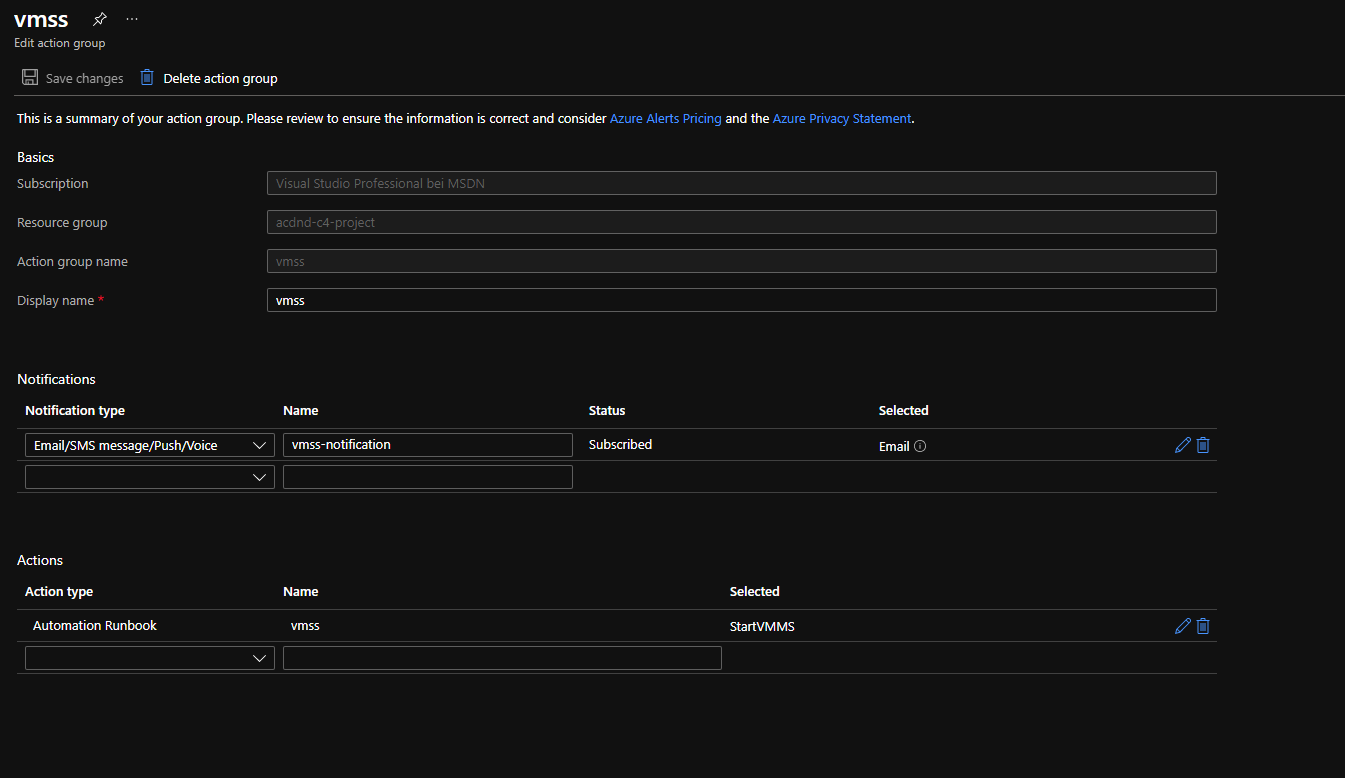 vmss ...
Edit action group
Save changes Delete action group
This is a summary of your action group. Please review to ensure the information is correct and consider Azure Alerts Pricing and the Azure Privacy Statement.
Basics
Subscription Visual Studio Professional bei MSDN
Resource group acdnd-c4-project
Action group name vmss
Display name * vmss
Notifications
Notification type Name Status Selected
Email/SMS message/Push/Voice vmss-notification Subscribed Email
Actions
Action type Name Selected
Automation Runbook vmss StartVMMS